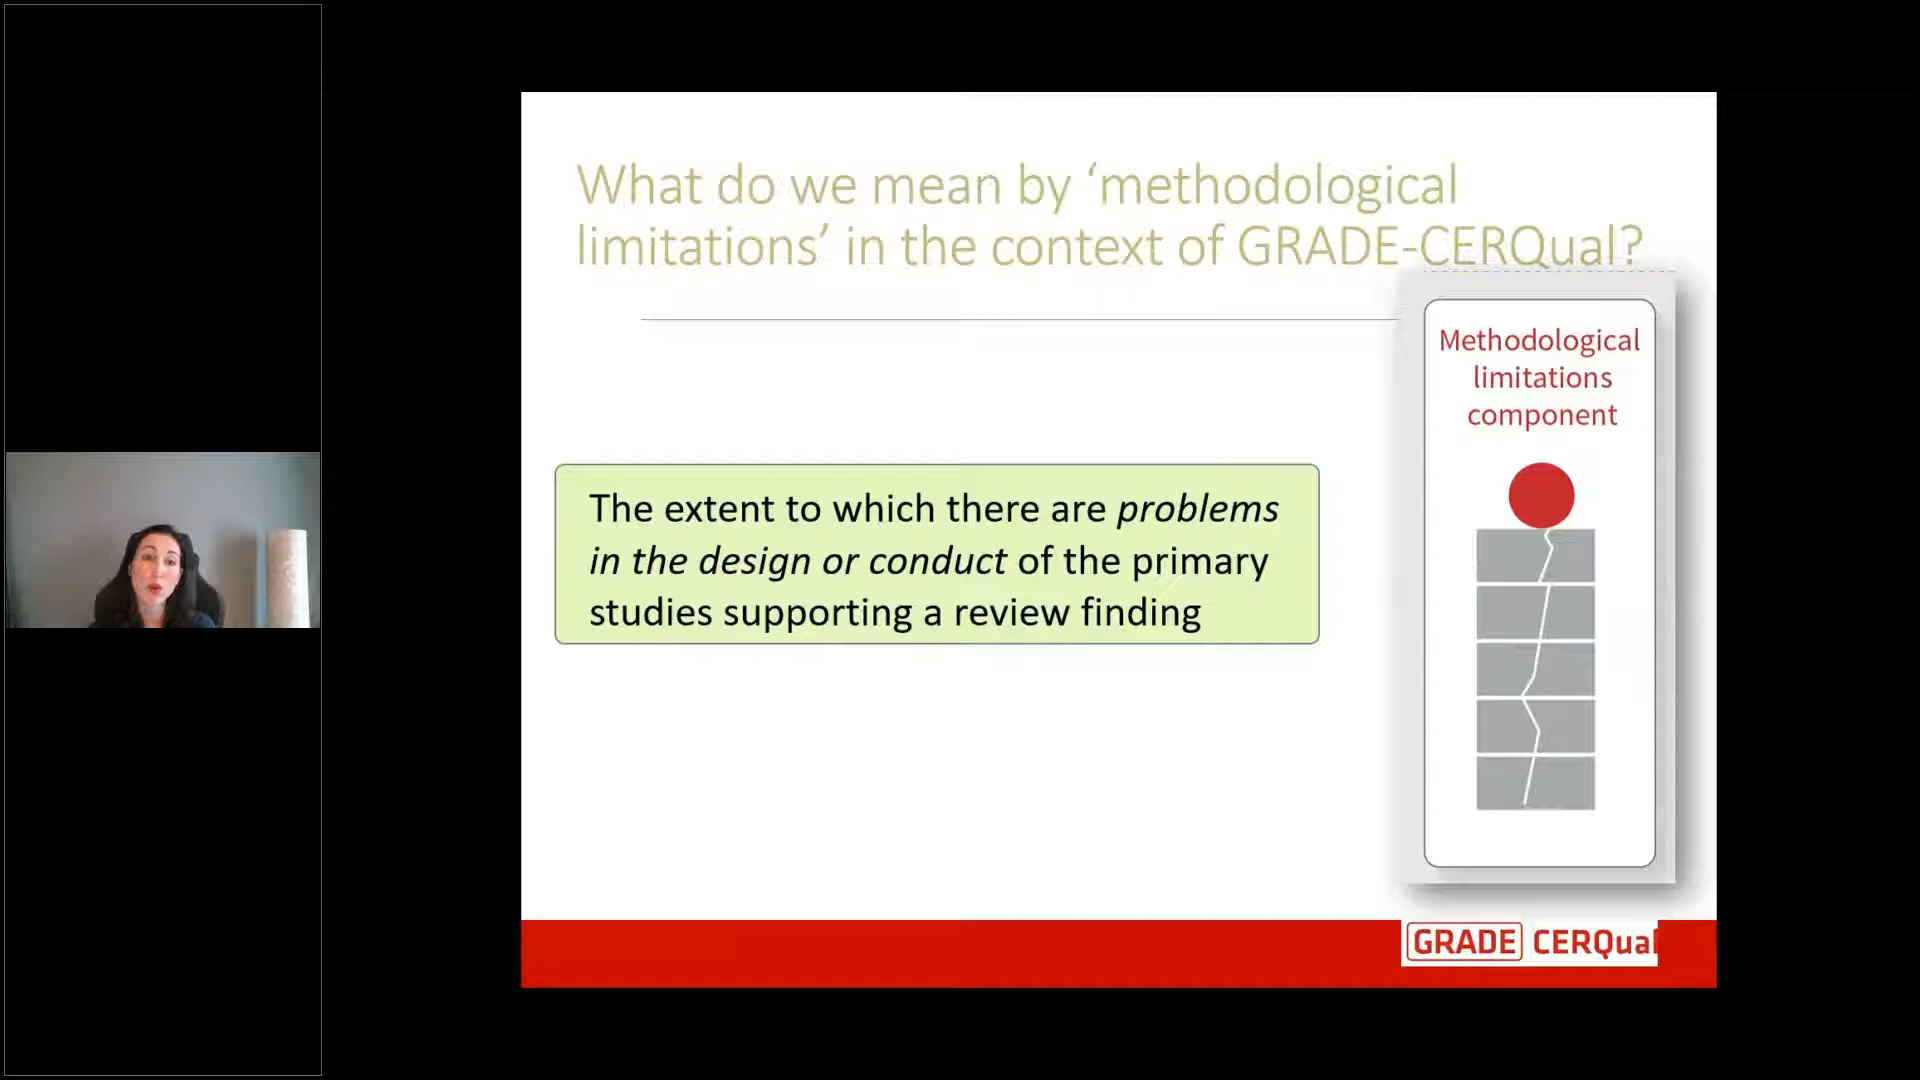 What do we mean by ‘methodological
limitations’ in the context of GRADE-CERQual?
Methodological
limitations
component
The extent to which there are problems
in the design or conduct of the primary
studies supporting a review finding
GRADE CERQual